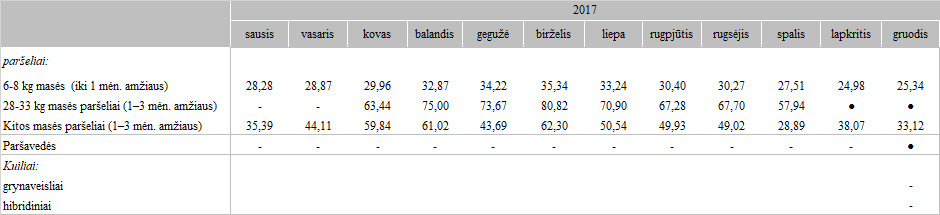 2017
sausis vasaris kovas balandis gegužė birželis liepa rugpjūtis rugsėjis spalis lapkritis gruodis
paršeliai:
6-8 kg masės (iki 1 mėn. amžiaus) 28,28 28,87 29,96 32,87 34,22 35,34 33,24 30,40 30,27 27,51 24,98 25,34
28-33 kg masės paršeliai (1–3 mėn. amžiaus) - - 63,44 75,00 73,67 80,82 70,90 67,28 67,70 57,94 ● ●
Kitos masės paršeliai (1–3 mėn. amžiaus) 35,39 44,11 59,84 61,02 43,69 62,30 50,54 49,93 49,02 28,89 38,07 33,12
Paršavedės - - - - - - - - - - - ●
Kuiliai:
grynaveisliai -
hibridiniai -